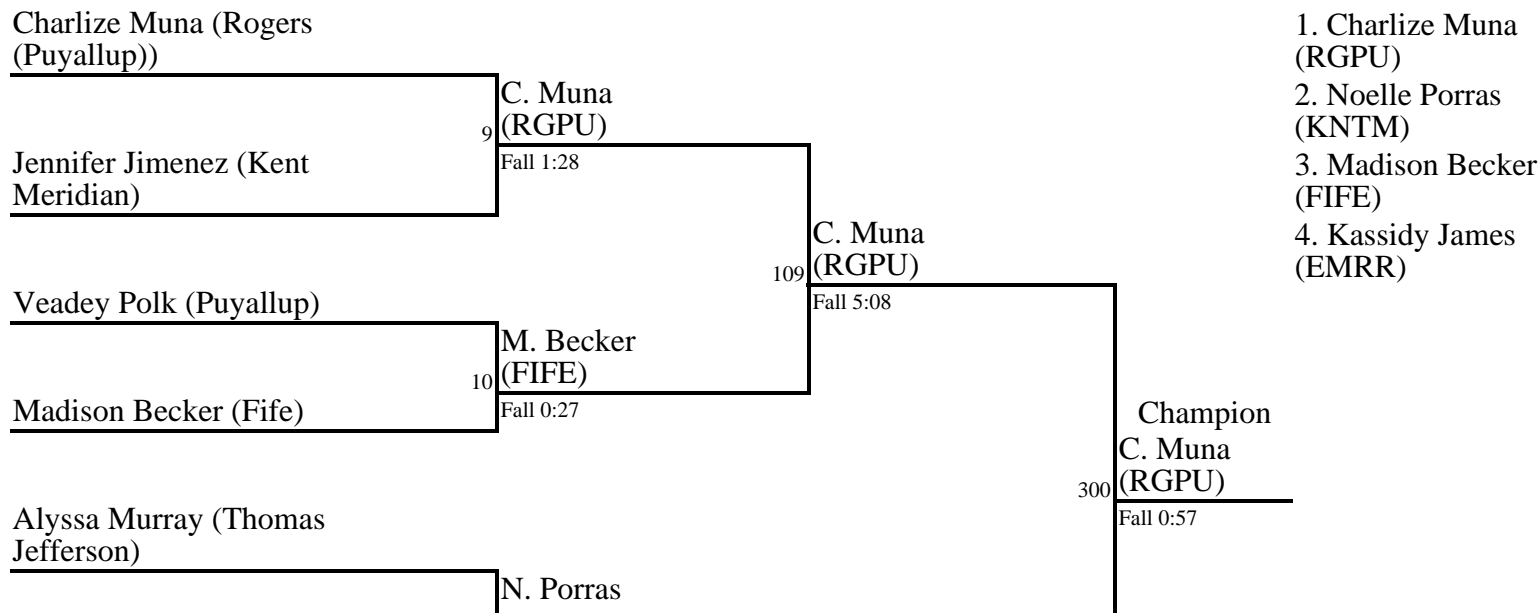 Charlize Muna (Rogers
(Puyallup))
C. Muna
9
(RGPU)
Fall 1:28
Jennifer Jimenez (Kent
Meridian)
C. Muna
109
(RGPU)
Fall 5:08
Veadey Polk (Puyallup)
M. Becker
10
(FIFE)
Fall 0:27
Madison Becker (Fife)
Champion
C. Muna
300
(RGPU)
Fall 0:57
Alyssa Murray (Thomas
Jefferson)
N. Porras
1. Charlize Muna
(RGPU)
2. Noelle Porras
(KNTM)
3. Madison Becker
(FIFE)
4. Kassidy James
(EMRR)